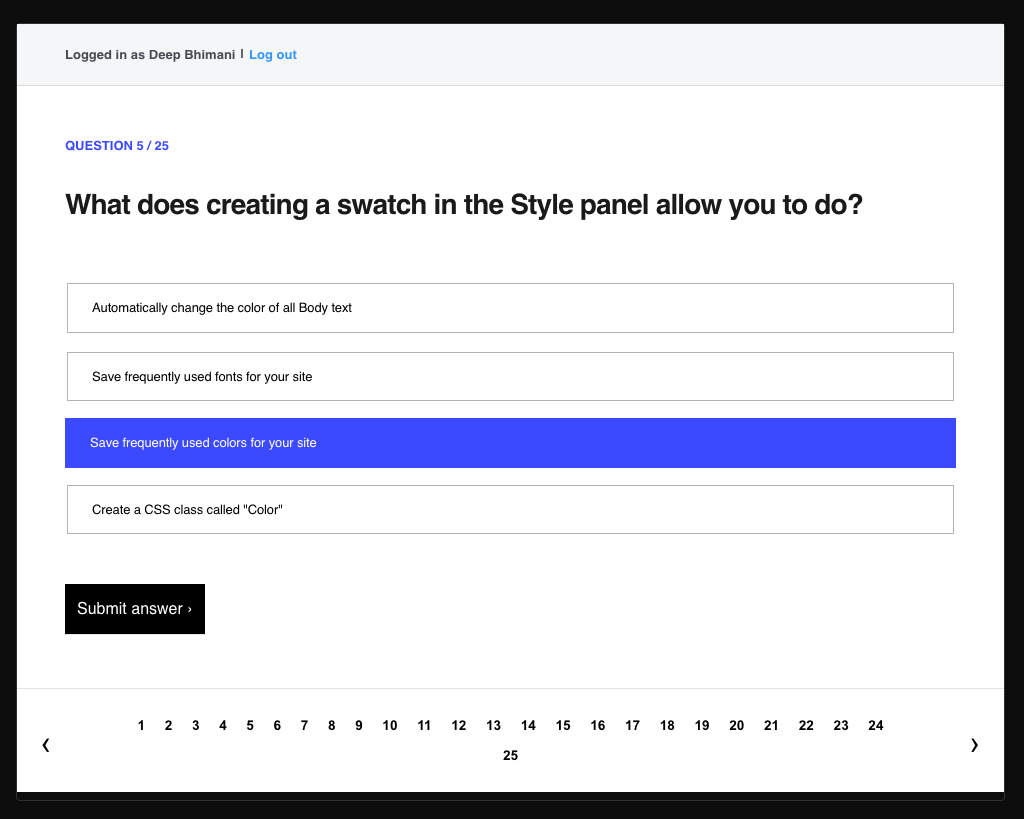 Logged in as Deep Bhimani | Log out
QUESTION 5 / 25
What does creating a swatch in the Style panel allow you to do?
Automatically change the color of all Body text
Save frequently used fonts for your site
Save frequently used colors for your site
Create a CSS class called "Color"
Submit answer ›
1 2 3 4 5 6 7 8 9 10 11 12 13 14 15 16 17 18 19 20 21 22 23 24
‹ ›
25